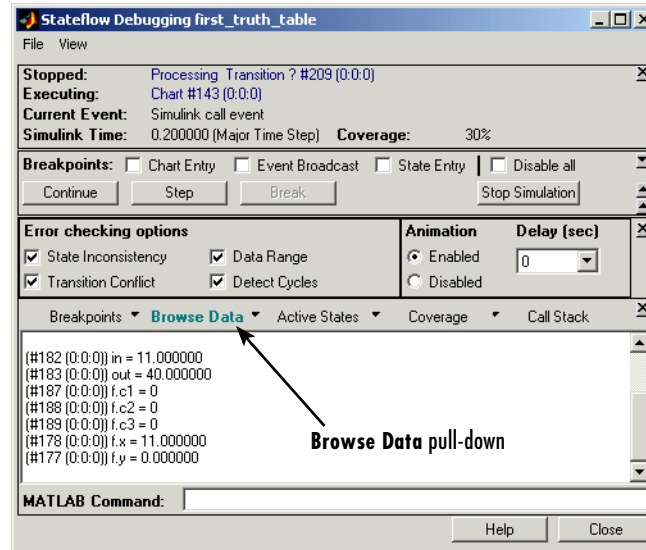 Stateflow Debugging first_truth_table
File View
Stopped: Processing Transition ? #209 (0:0:0)
Executing: Chart #143 (0:0:0)
Current Event: Simulink call event
Simulink Time: 0.200000 (Major Time Step) Coverage: 30%
Breakpoints: Chart Entry Event Broadcast State Entry Disable all
Continue Step Break Stop Simulation
Error checking options Animation Delay (sec)
State Inconsistency Data Range Enabled 0
Transition Conflict Detect Cycles Disabled
Breakpoints Browse Data Active States Coverage Call Stack
(#182 (0:0:0)) in = 11.000000
(#183 (0:0:0)) out = 40.000000
(#187 (0:0:0)) f.c1 = 0
(#188 (0:0:0)) f.c2 = 0
(#189 (0:0:0)) f.c3 = 0
(#178 (0:0:0)) f.x = 11.000000
(#177 (0:0:0)) f.y = 0.000000
Browse Data pull-down
MATLAB Command:
Help Close